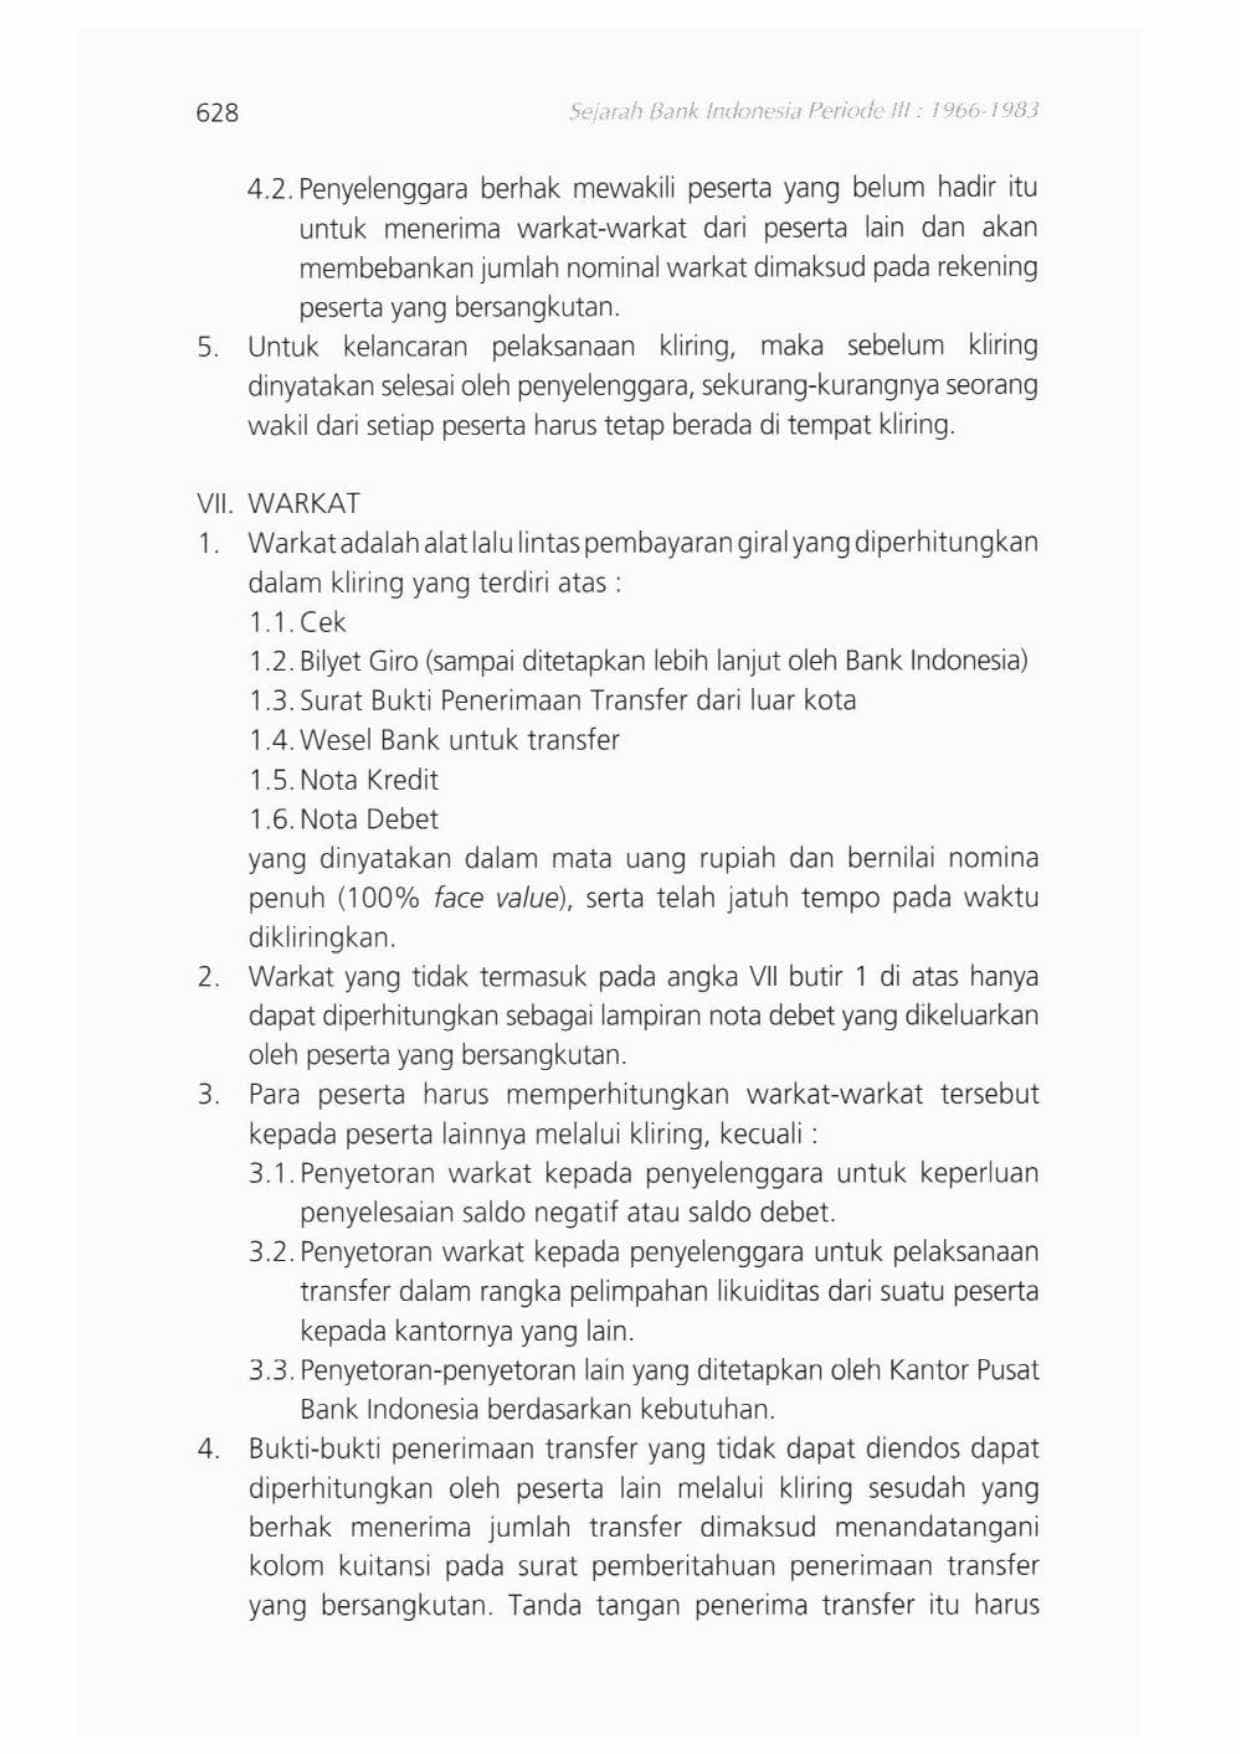 628
Sejarah Bank Indonesia Periode III : 1966-1983
4.2. Penyelenggara berhak mewakili peserta yang belum hadir itu
untuk menerima warkat-warkat dari peserta lain dan akan
membebankan jumlah nominal warkat dimaksud pada rekening
peserta yang bersangkutan.
5. Untuk kelancaran pelaksanaan kliring, maka sebelum kliring
dinyatakan selesai oleh penyelenggara, sekurang-kurangnya seorang
wakil dari setiap peserta harus tetap berada di tempat kliring.
VII. WARKAT
1. Warkat adalah alat lalu lintas pembayaran giral yang diperhitungkan
dalam kliring yang terdiri atas :
1.1. Cek
1.2. Bilyet Giro (sampai ditetapkan lebih lanjut oleh Bank Indonesia)
1.3. Surat Bukti Penerimaan Transfer dari luar kota
1.4. Wesel Bank untuk transfer
1.5. Nota Kredit
1.6. Nota Debet
yang dinyatakan dalam mata uang rupiah dan bernilai nomina
penuh (100% face value), serta telah jatuh tempo pada waktu
dikliringkan.
2. Warkat yang tidak termasuk pada angka VII butir 1 di atas hanya
dapat diperhitungkan sebagai lampiran nota debet yang dikeluarkan
oleh peserta yang bersangkutan.
3. Para peserta harus memperhitungkan warkat-warkat tersebut
kepada peserta lainnya melalui kliring, kecuali :
3.1. Penyetoran warkat kepada penyelenggara untuk keperluan
penyelesaian saldo negatif atau saldo debet.
3.2. Penyetoran warkat kepada penyelenggara untuk pelaksanaan
transfer dalam rangka pelimpahan likuiditas dari suatu peserta
kepada kantornya yang lain.
3.3. Penyetoran-penyetoran lain yang ditetapkan oleh Kantor Pusat
Bank Indonesia berdasarkan kebutuhan.
4. Bukti-bukti penerimaan transfer yang tidak dapat diendos dapat
diperhitungkan oleh peserta lain melalui kliring sesudah yang
berhak menerima jumlah transfer dimaksud menandatangani
kolom kuitansi pada surat pemberitahuan penerimaan transfer
yang bersangkutan. Tanda tangan penerima transfer itu harus